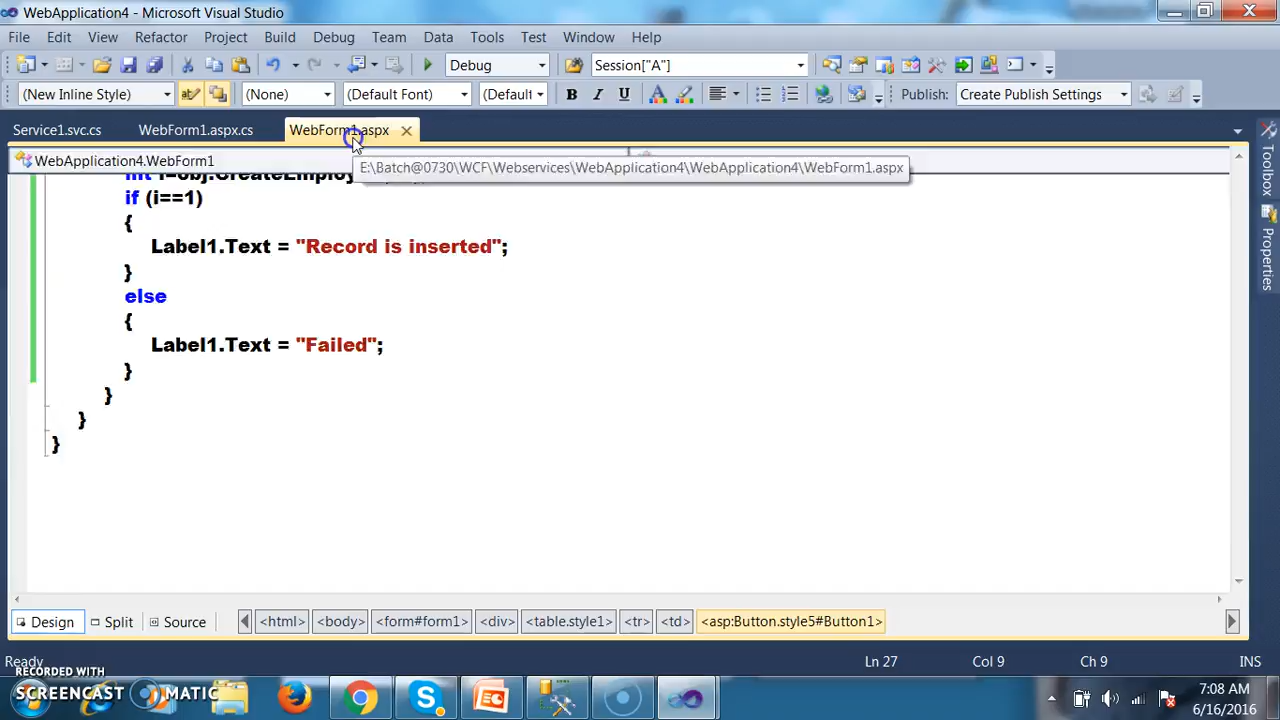 WebApplication4 - Microsoft Visual Studio
File Edit View Refactor Project Build Debug Team Data Tools Test Window Help
Debug Session["A"]
(New Inline Style) (None) (Default Font) (Default B I U A Publish: Create Publish Settings
Service1.svc.cs WebForm1.aspx.cs WebForm1.aspx
WebApplication4.WebForm1
E:\Batch@0730\WCF\Webservices\WebApplication4\WebApplication4\WebForm1.aspx
if (i==1)
{
Label1.Text = "Record is inserted";
}
else
{
Label1.Text = "Failed";
}
}
}
}
Toolbox
Properties
Design Split Source <html> <body> <form#form1> <div> <table.style1> <tr> <td> <asp:Button.style5#Button1>
Ready Ln 27 Col 9 Ch 9 INS
RECORDED WITH
SCREENCAST MATIC
7:08 AM
6/16/2016